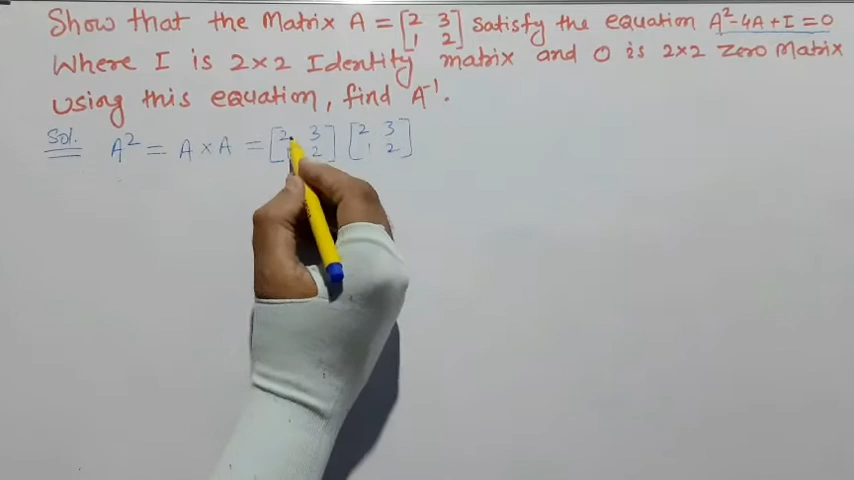 Show that the Matrix A = [2 3 1 2] satisfy the equation A²-4A+I=0
Where I is 2×2 Identity matrix and 0 is 2×2 Zero Matrix
using this equation, find A⁻¹.
Sol. A² = A × A = [2 3 1 2] [2 3 1 2]